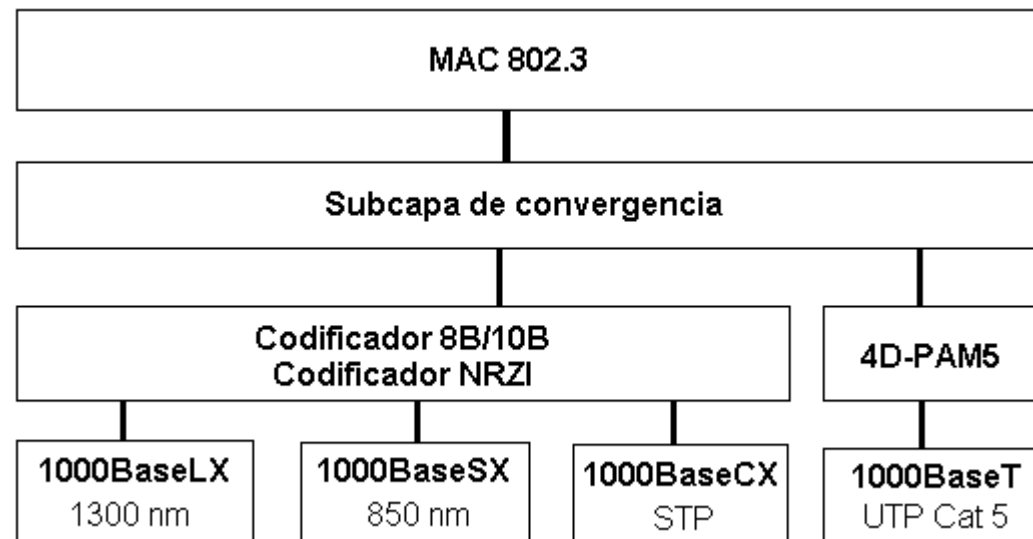 MAC 802.3
Subcapa de convergencia
Codificador 8B/10B
Codificador NRZI
4D-PAM5
1000BaseLX
1300 nm
1000BaseSX
850 nm
1000BaseCX
STP
1000BaseT
UTP Cat 5